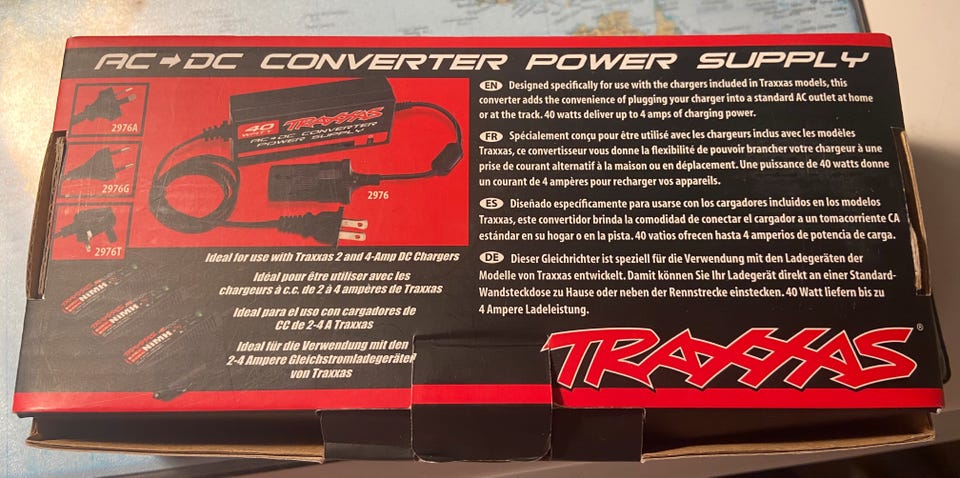 AC➔DC CONVERTER POWER SUPPLY
2976A
2976G
2976T
40 WATT
TRAXXAS
AC➔DC CONVERTER
POWER SUPPLY
2976
Ideal for use with Traxxas 2 and 4-Amp DC Chargers
Idéal pour être utiliser avec les
chargeurs à c.c. de 2 à 4 ampères de Traxxas
Ideal para el uso con cargadores de
CC de 2-4 A Traxxas
Ideal für die Verwendung mit den
2-4 Ampere Gleichstromladegeräten
von Traxxas
NiMH
NiMH
NiMH
EN Designed specifically for use with the chargers included in Traxxas models, this
converter adds the convenience of plugging your charger into a standard AC outlet at home
or at the track. 40 watts deliver up to 4 amps of charging power.
FR Spécialement conçu pour être utilisé avec les chargeurs inclus avec les modèles
Traxxas, ce convertisseur vous donne la flexibilité de pouvoir brancher votre chargeur à une
prise de courant alternatif à la maison ou en déplacement. Une puissance de 40 watts donne
un courant de 4 ampères pour recharger vos appareils.
ES Diseñado específicamente para usarse con los cargadores incluidos en los modelos
Traxxas, este convertidor brinda la comodidad de conectar el cargador a un tomacorriente CA
estándar en su hogar o en la pista. 40 vatios ofrecen hasta 4 amperios de potencia de carga.
DE Dieser Gleichrichter ist speziell für die Verwendung mit den Ladegeräten der
Modelle von Traxxas entwickelt. Damit können Sie Ihr Ladegerät direkt an einer Standard-
Wandsteckdose zu Hause oder neben der Rennstrecke einstecken. 40 Watt liefern bis zu
4 Ampere Ladeleistung.
TRAXXAS®